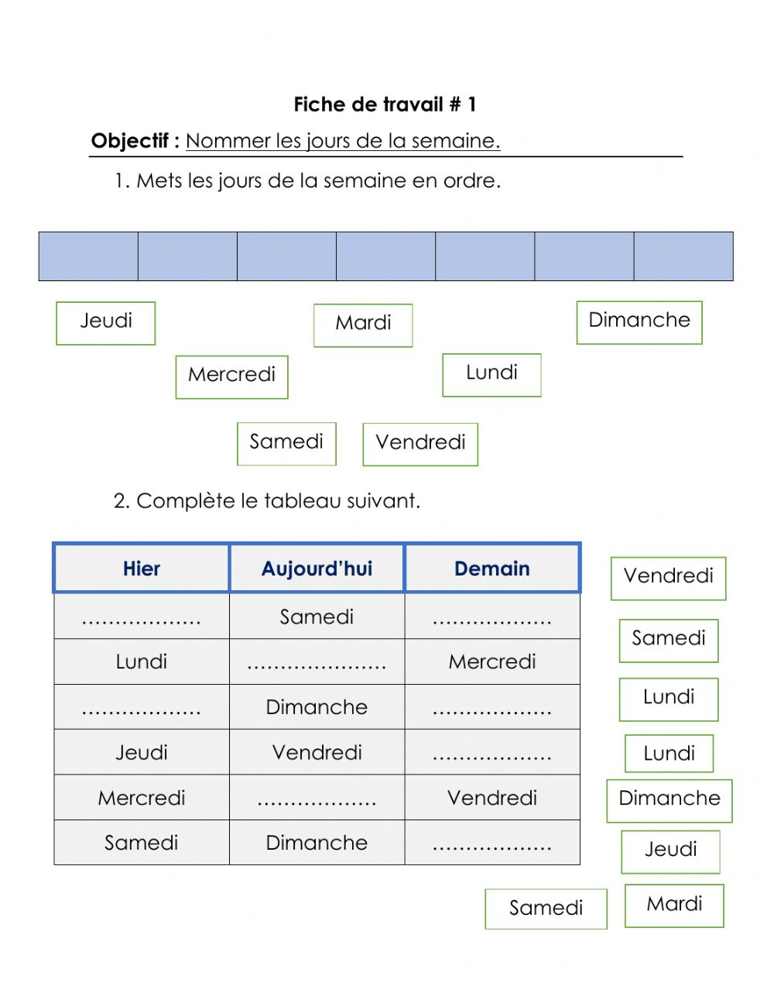 Fiche de travail # 1
Objectif : Nommer les jours de la semaine.
1. Mets les jours de la semaine en ordre.
Jeudi
Mardi
Dimanche
Mercredi
Lundi
Samedi
Vendredi
2. Complète le tableau suivant.
Hier Aujourd’hui Demain
.................. Samedi ..................
Lundi ..................... Mercredi
.................. Dimanche ..................
Jeudi Vendredi ..................
Mercredi .................. Vendredi
Samedi Dimanche ..................
Vendredi
Samedi
Lundi
Lundi
Dimanche
Jeudi
Samedi
Mardi